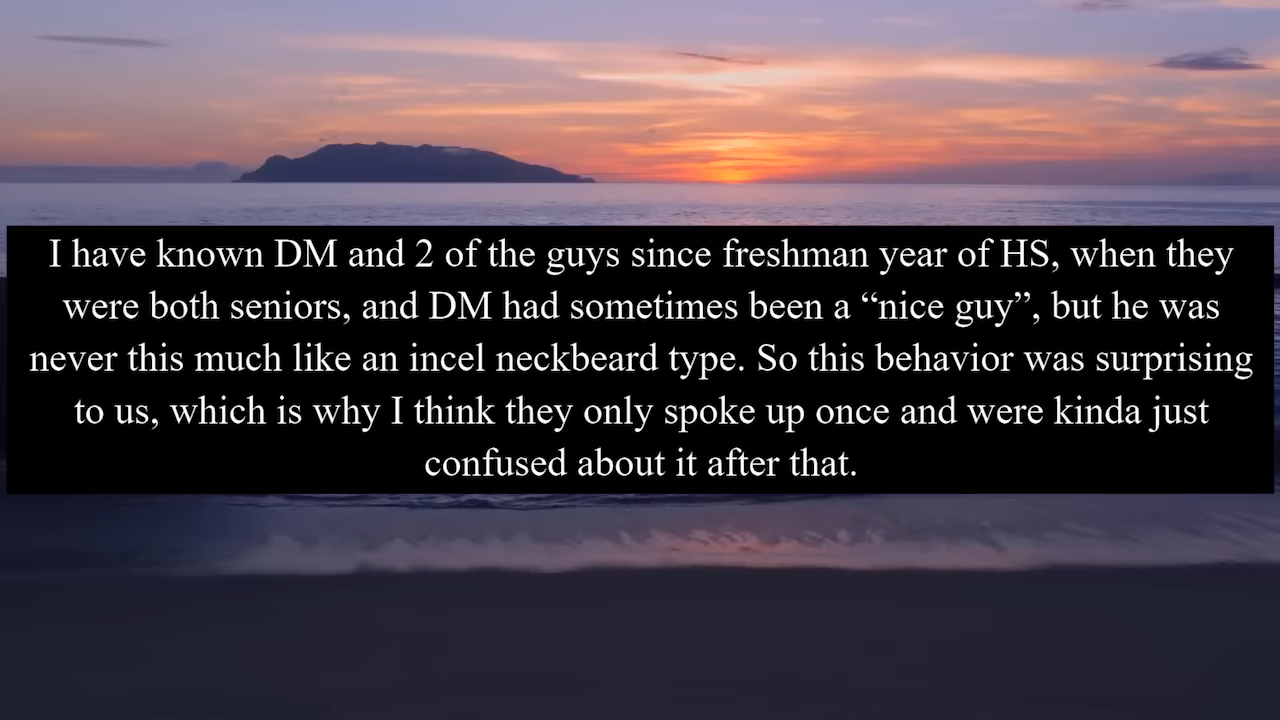 I have known DM and 2 of the guys since freshman year of HS, when they
were both seniors, and DM had sometimes been a “nice guy”, but he was
never this much like an incel neckbeard type. So this behavior was surprising
to us, which is why I think they only spoke up once and were kinda just
confused about it after that.